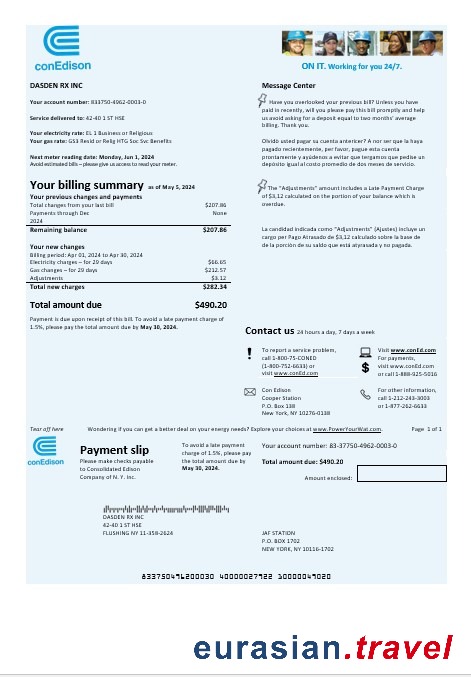 conEdison
ON IT. Working for you 24/7.
DASDEN RX INC
Your account number: 833750-4962-0003-0
Service delivered to: 42-40 1 ST HSE
Your electricity rate: EL 1 Business or Religious
Your gas rate: GS3 Resid or Relig HTG Soc Svc Benefits
Next meter reading date: Monday, Jun 1, 2024
Avoid estimated bills – please give us access to read your meter.
Your billing summary as of May 5, 2024
Your previous charges and payments
Total charges from your last bill $207.86
Payments through Dec None
2024
Remaining balance $207.86
Your new charges
Billing period: Apr 01, 2024 to Apr 30, 2024
Electricity charges – for 29 days $66.65
Gas changes – for 29 days $212.57
Adjustments $3.12
Total new charges $282.34
Total amount due $490.20
Payment is due upon receipt of this bill. To avoid a late payment charge of
1.5%, please pay the total amount due by May 30, 2024.
Message Center
Have you overlooked your previous bill? Unless you have
paid in recently, will you please pay this bill promptly and help
us avoid asking for a deposit equal to two months' average
billing. Thank you.
Olvidó usted pagar su cuenta anterior? A no ser que la haya
pagado recientemente, per favor, pague esta cuenta
prontamente y ayúdenos a evitar que tengamos que pedirse un
depósito igual al costo promedio de dos meses de servicio.
The "Adjustments" amount includes a Late Payment Charge
of $3,12 calculated on the portion of your balance which is
overdue.
La candidad indicada como "Adjustes" (Ajustes) incluye un
cargo per Pago Atrasado de $3,12 calculado sobre la base de
de la porción de su saldo que está atyrasada y no pagada.
Contact us 24 hours a day, 7 days a week
To report a service problem,
call 1-800-75-CONED
(1-800-752-6633) or
visit www.conEd.com
Visit www.conEd.com
For payments,
visit www.conEd.com
or call 1-888-925-5016
Con Edison
Cooper Station
P.O. Box 138
New York, NY 10276-0138
For other information,
call 1-212-243-3003
or 1-877-262-6633
Tear off here Wondering if you can get a better deal on your energy needs? Explore more at www.PowerYourWat.com. Page 1 of 1
conEdison
Payment slip
Please make checks payable
to Consolidated Edison
Company of N. Y. Inc.
To avoid a late payment
charge of 1.5%, please pay
the total amount due by
May 30, 2024.
Your account number: 83-37750-4962-0003-0
Total amount due: $490.20
Amount enclosed:
DASDEN RX INC
42-40 1 ST HSE
FLUSHING NY 11-358-2624
JAF STATION
P.O. BOX 1702
NEW YORK, NY 10116-1702
833750496200030 40000027922 10000049020
eurasian.travel